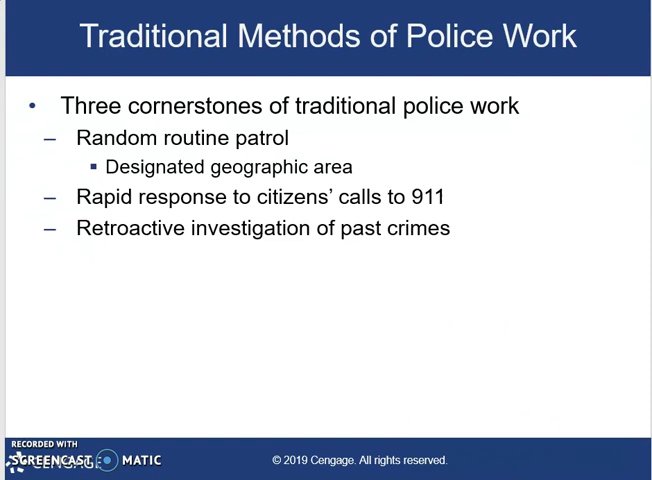 Traditional Methods of Police Work
• Three cornerstones of traditional police work
– Random routine patrol
▪ Designated geographic area
– Rapid response to citizens’ calls to 911
– Retroactive investigation of past crimes
RECORDED WITH
SCREENCAST MATIC
CENGAGE
© 2019 Cengage. All rights reserved.